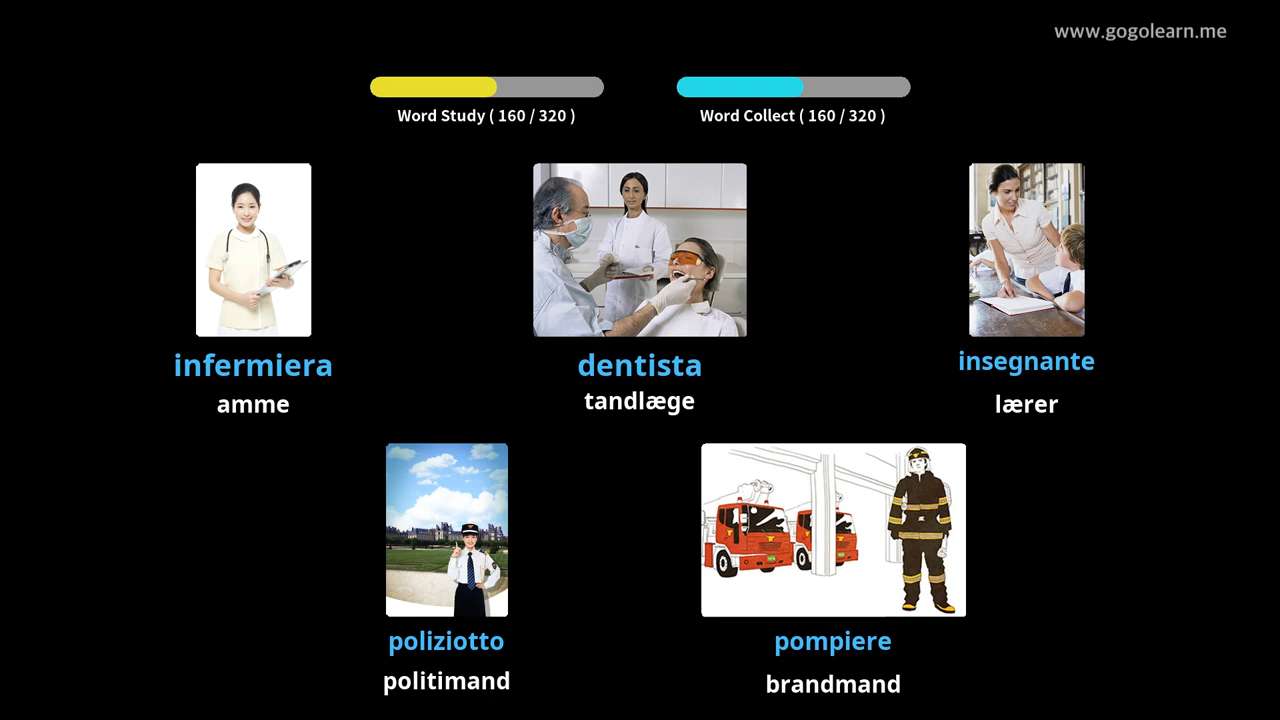 www.gogolearn.me
Word Study ( 160 / 320 )
Word Collect ( 160 / 320 )
infermiera
amme
dentista
tandlæge
insegnante
lærer
poliziotto
politimand
pompiere
brandmand